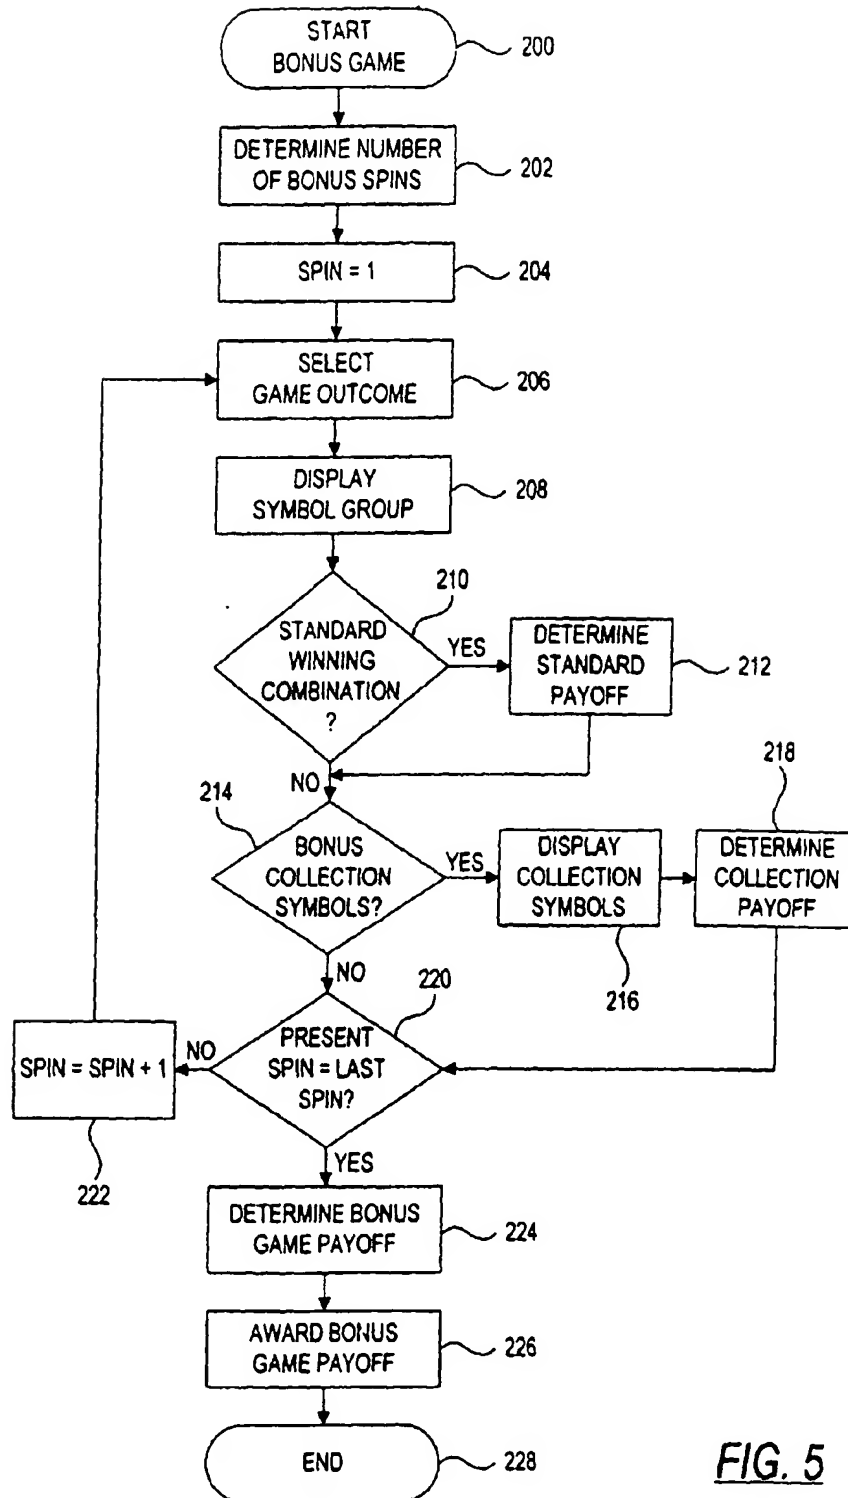 START
BONUS GAME
200
DETERMINE NUMBER
OF BONUS SPINS
202
SPIN = 1
204
SELECT
GAME OUTCOME
206
DISPLAY
SYMBOL GROUP
208
210
STANDARD
WINNING
COMBINATION
?
YES
DETERMINE
STANDARD
PAYOFF
212
NO
214
BONUS
COLLECTION
SYMBOLS?
YES
DISPLAY
COLLECTION
SYMBOLS
216
218
DETERMINE
COLLECTION
PAYOFF
NO
220
PRESENT
SPIN = LAST
SPIN?
NO
SPIN = SPIN + 1
222
YES
DETERMINE BONUS
GAME PAYOFF
224
AWARD BONUS
GAME PAYOFF
226
END
228
FIG. 5